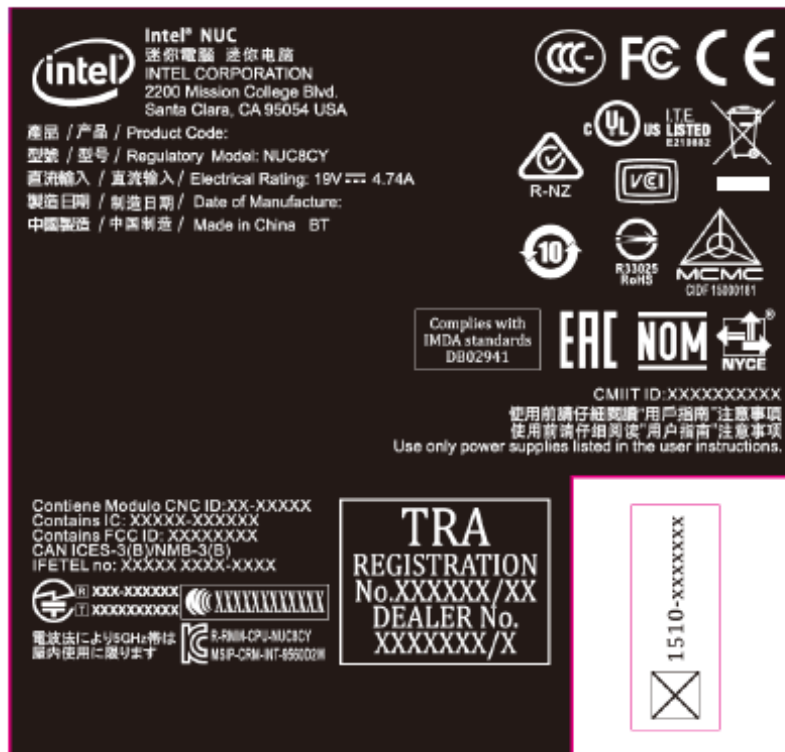 intel
Intel® NUC
迷你電腦 迷你电脑
INTEL CORPORATION
2200 Mission College Blvd.
Santa Clara, CA 95054 USA
產品 / 产品 / Product Code:
型號 / 型号 / Regulatory Model: NUC8CY
直流輸入 / 直流输入 / Electrical Rating: 19V⎓ 4.74A
製造日期 / 制造日期 / Date of Manufacture:
中國製造 / 中国制造 / Made in China BT
CCC FC CE
C UL US I.T.E. LISTED E210882
R-NZ
VCI
10
R33025
RoHS
MCMC
CIDF15000181
Complies with
IMDA standards
DB02941
EAC NOM NYCE®
CMIIT ID:XXXXXXXXXX
使用前請仔細閱讀"用戶指南"注意事項
使用前请仔细阅读"用户指南"注意事项
Use only power supplies listed in the user instructions.
Contiene Modulo CNC ID:XX-XXXXX
Contains IC: XXXXX-XXXXXX
Contains FCC ID: XXXXXXXX
CAN ICES-3(B)/NMB-3(B)
IFETEL no: XXXXX XXXX-XXXX
R XXX-XXXXXX
T XXXXXXXXXX
XXXXXXXXXXXX
電波法により5GHz帯は
屋内使用に限ります
R-RMM-CPU-NUC8CY
MSIP-CRM-INT-9560D2W
TRA
REGISTRATION
No.XXXXXX/XX
DEALER No.
XXXXXXX/X
1510-xxxxxxx